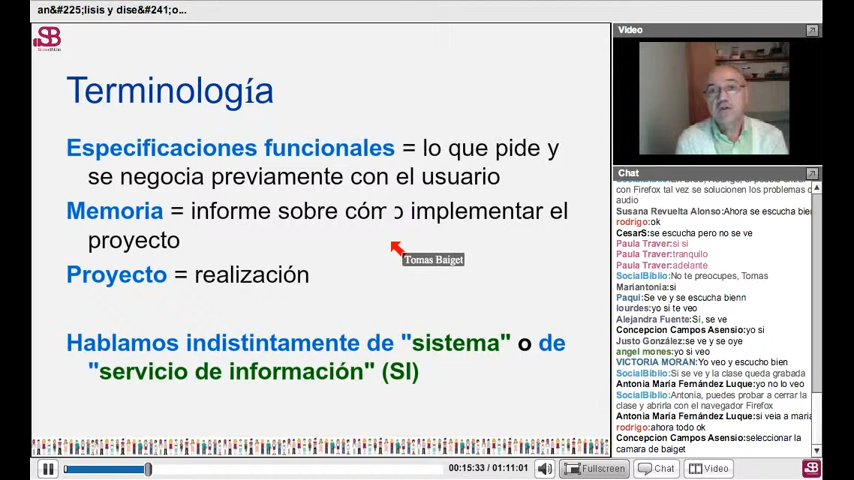 an&#225;lisis y dise&#241;o...
SB
Terminología
Especificaciones funcionales = lo que pide y
se negocia previamente con el usuario
Memoria = informe sobre cómo implementar el
proyecto
Tomas Baiget
Proyecto = realización
Hablamos indistintamente de "sistema" o de
"servicio de información" (SI)
00:15:33 / 01:11:01
Fullscreen
Chat
Video
Video
Chat
con Firefox tal vez se solucionen los problemas de
audio
Susana Revuelta Alonso:Ahora se escucha bien
rodrigo:ok
CesarS:se escucha pero no se ve
Paula Traver:si si
Paula Traver:tranquilo
Paula Traver:adelante
SocialBiblio:No te preocupes, Tomas
Mariantonia:si
Paqui:Se ve y se escucha bienn
lourdes:yo si te veo
Alejandra Fuente:Sí, se ve
Concepcion Campos Asensio:yo si
Justo González:se ve y se oye
angel mones:yo si veo
VICTORIA MORAN:Yo veo y escucho bien
SocialBiblio:Si se ve y la clase queda grabada
Antonia María Fernández Luque:yo no lo veo
SocialBiblio:Antonia, puedes probar a cerrar la
clase y abrirla con el navegador Firefox
Antonia María Fernández Luque:si veia a maria
rodrigo:ahora todo ok
Concepcion Campos Asensio:seleccionar la
camara de baiget
SB